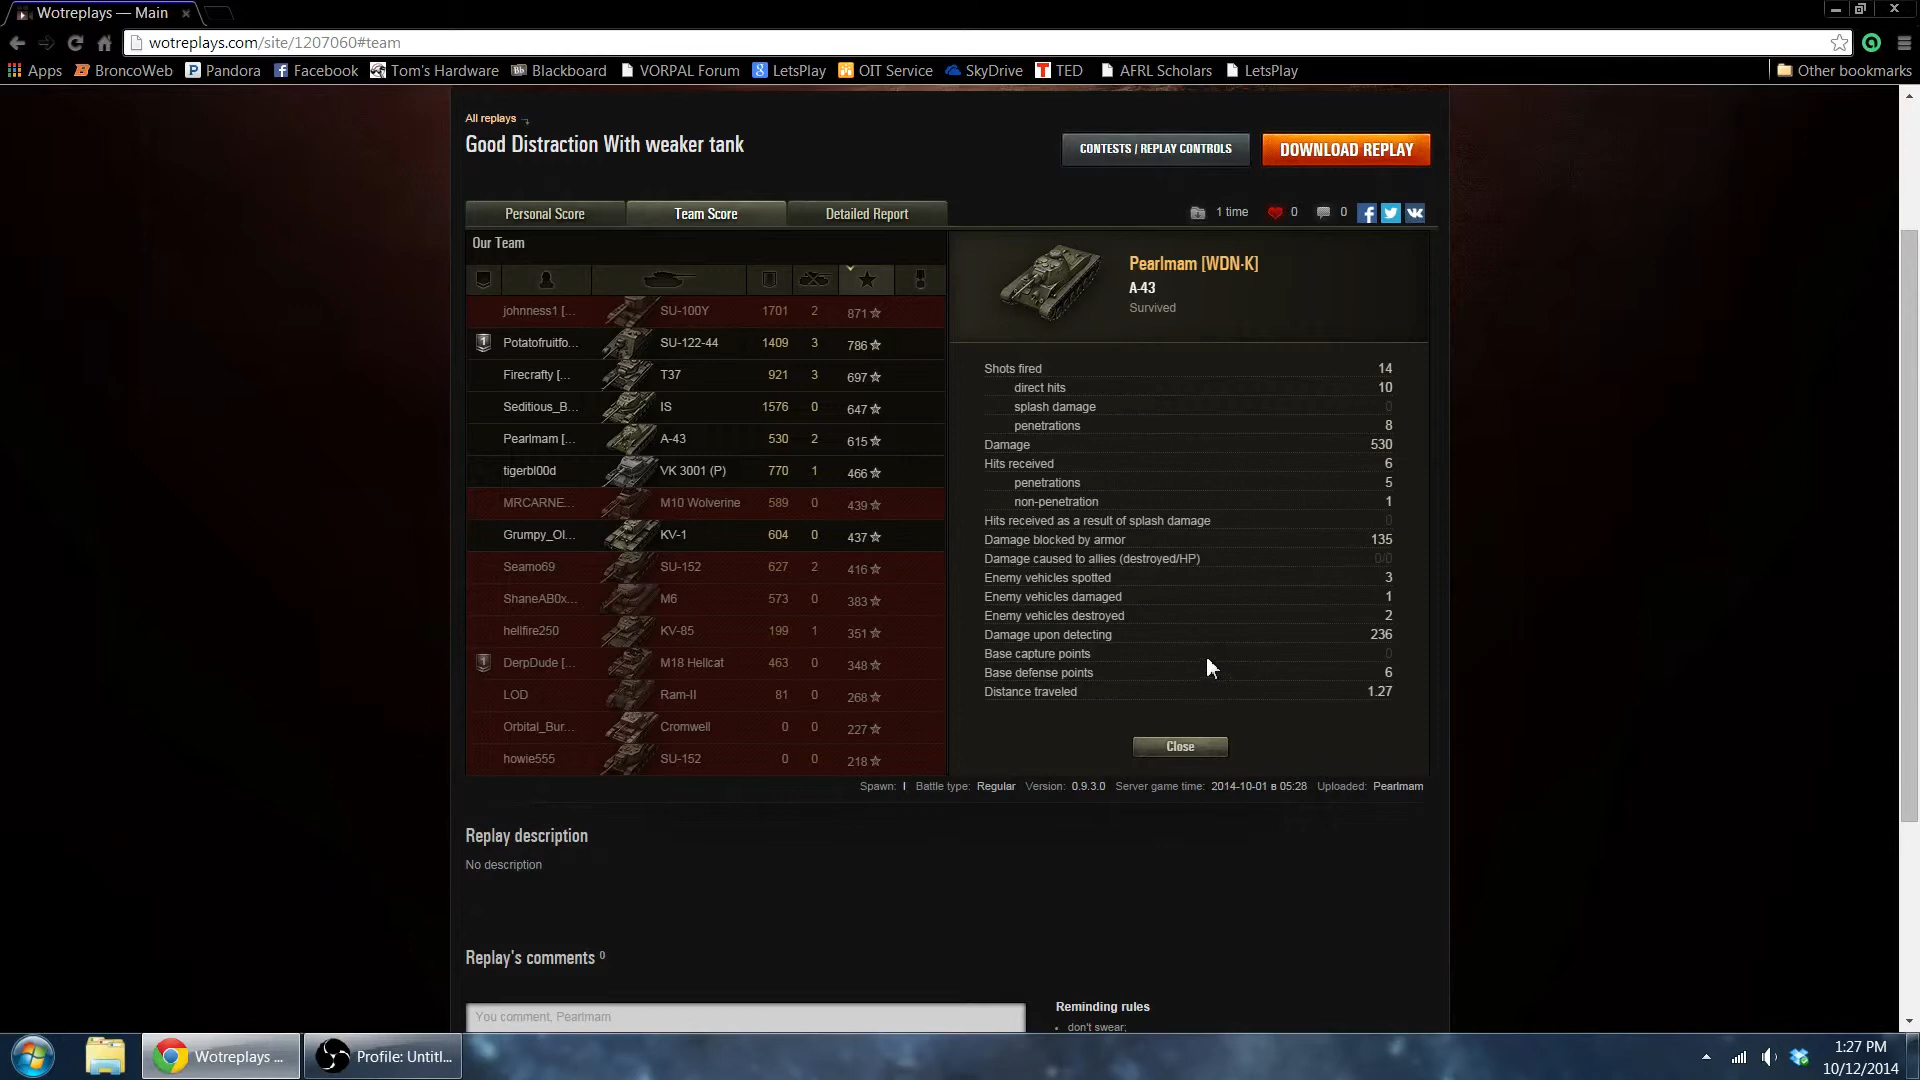 Wotreplays — Main
wotreplays.com/site/1207060#team
Apps BroncoWeb Pandora Facebook Tom's Hardware Blackboard VORPAL Forum LetsPlay OIT Service SkyDrive TED AFRL Scholars LetsPlay Other bookmarks
All replays
Good Distraction With weaker tank
CONTESTS / REPLAY CONTROLS DOWNLOAD REPLAY
Personal Score Team Score Detailed Report 1 time 0 0
Our Team
johnness1 [... SU-100Y 1701 2 871
Potatofruitfo... SU-122-44 1409 3 786
Firecrafty [... T37 921 3 697
Seditious_B... IS 1576 0 647
Pearlmam [... A-43 530 2 615
tigerbl00d VK 3001 (P) 770 1 466
MRCARNE... M10 Wolverine 589 0 439
Grumpy_Ol... KV-1 604 0 437
Seamo69 SU-152 627 2 416
ShaneAB0x... M6 573 0 383
hellfire250 KV-85 199 1 351
DerpDude [... M18 Hellcat 463 0 348
LOD Ram-II 81 0 268
Orbital_Bur... Cromwell 0 0 227
howie555 SU-152 0 0 218
Pearlmam [WDN-K]
A-43
Survived
Shots fired 14
direct hits 10
splash damage 0
penetrations 8
Damage 530
Hits received 6
penetrations 5
non-penetration 1
Hits received as a result of splash damage 0
Damage blocked by armor 135
Damage caused to allies (destroyed/HP) 0/0
Enemy vehicles spotted 3
Enemy vehicles damaged 1
Enemy vehicles destroyed 2
Damage upon detecting 236
Base capture points 0
Base defense points 6
Distance traveled 1.27
Close
Spawn: I Battle type: Regular Version: 0.9.3.0 Server game time: 2014-10-01 в 05:28 Uploaded: Pearlmam
Replay description
No description
Replay's comments 0
You comment, Pearlmam
Reminding rules
• don't swear;
Wotreplays ... Profile: Untitl...
1:27 PM
10/12/2014